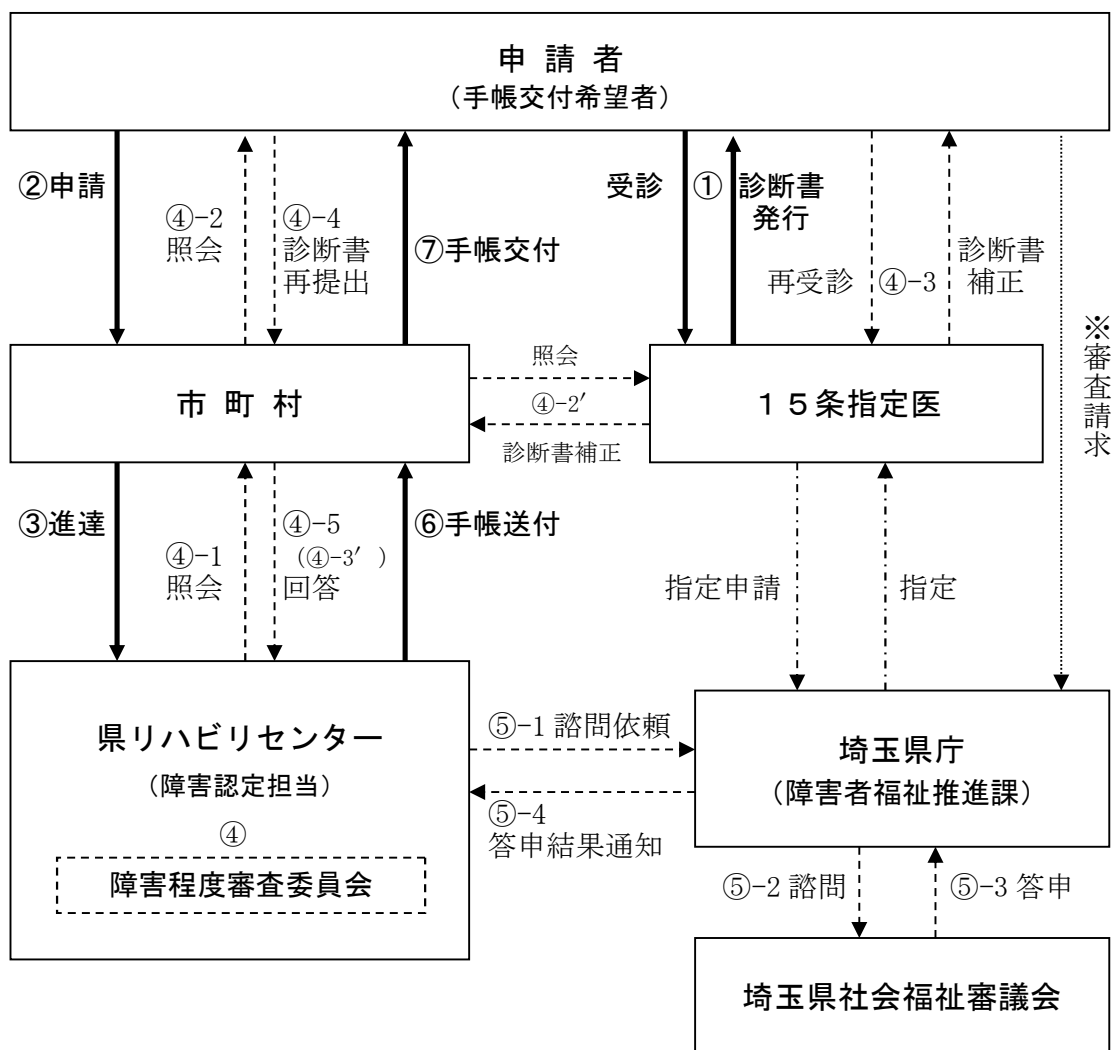 申 請 者
（手帳交付希望者）
②申請
④-2
照会
④-4
診断書
再提出
⑦手帳交付
受診
①
診断書
発行
再受診
④-3
診断書
補正
※審査請求
市 町 村
照会
④-2′
診断書補正
１５条指定医
③進達
④-1
照会
④-5
（④-3′）
回答
⑥手帳送付
指定申請
指定
県リハビリセンター
（障害認定担当）
④
障害程度審査委員会
⑤-1 諮問依頼
⑤-4
答申結果通知
埼玉県庁
（障害者福祉推進課）
⑤-2 諮問
⑤-3 答申
埼玉県社会福祉審議会